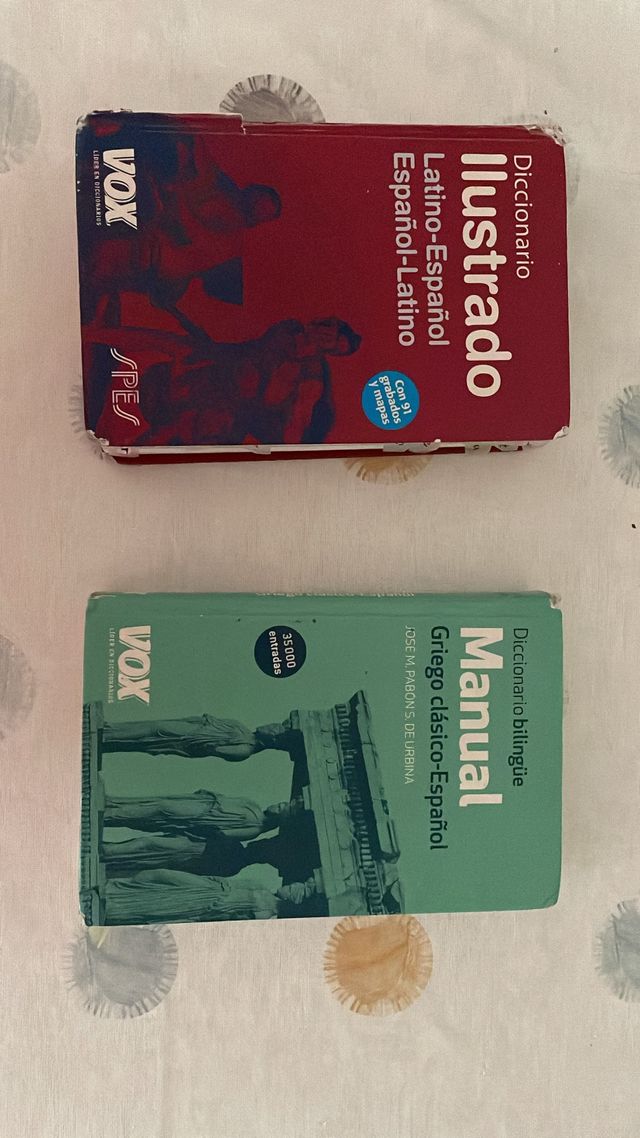 Diccionario
Ilustrado
Latino-Español
Español-Latino
Con 91
grabados
y mapas
VOX
LÍDER EN DICCIONARIOS
SPES
Diccionario bilingüe
Manual
Griego clásico-Español
JOSÉ M. PABÓN S. DE URBINA
35000
entradas
VOX
LÍDER EN DICCIONARIOS